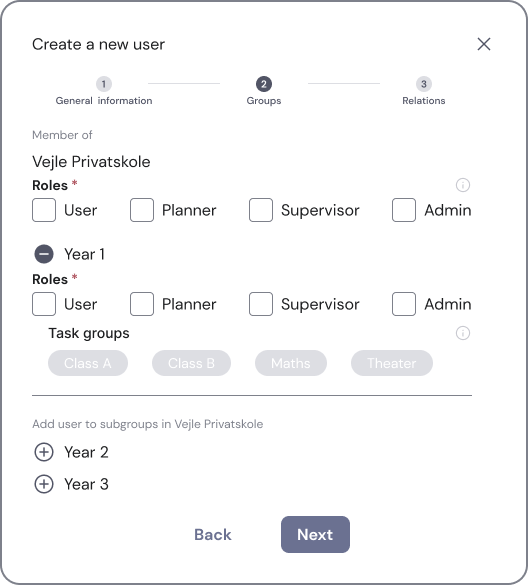 Create a new user
1 2 3
General information Groups Relations
Member of
Vejle Privatskole
Roles *
User Planner Supervisor Admin
Year 1
Roles *
User Planner Supervisor Admin
Task groups
Class A Class B Maths Theater
Add user to subgroups in Vejle Privatskole
Year 2
Year 3
Back Next